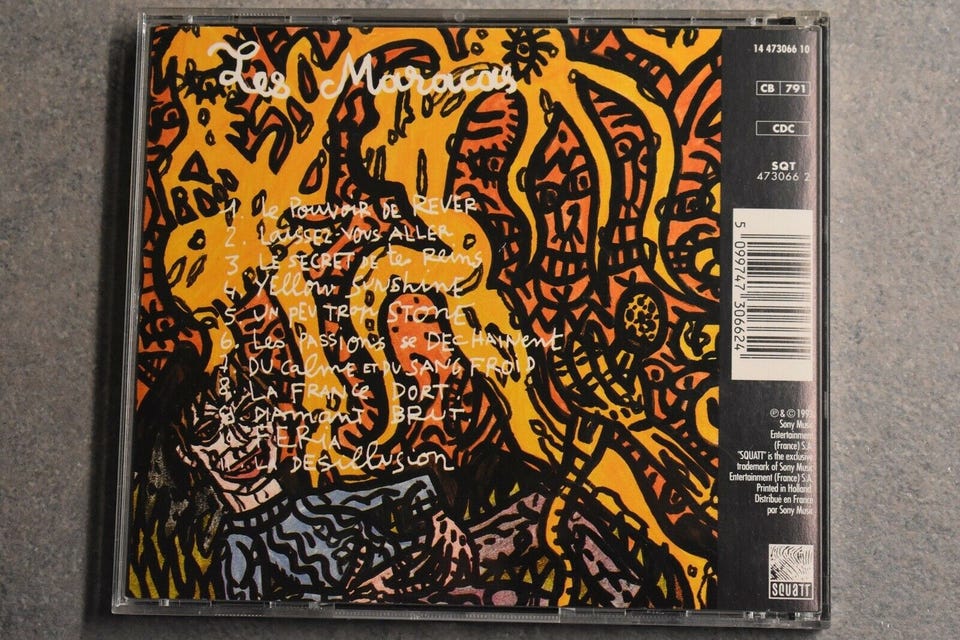 Les Maracas
1. Le POUVOIR DE REVER
2. LAISSEZ-VOUS ALLER
3 LE SECRET DE tes Reins
4 YELLOW SUNSHINE
5 UN PEU TROP STONE
6. Les PASSIONS se DECHAINENT
7 DU CALME ET DU SANG FROID
8 LA FRANCE DORT
9 DIAMANT BRUT
FERIA
LA DESILLUSION
14 473066 10
CB 791
CDC
SQT
473066 2
5 099747 306624
℗ & © 1993
Sony Music
Entertainment
(France) S.A.
"SQUATT" is the exclusive
trademark of Sony Music
Entertainment (France) S.A.
Printed in Holland
Distribué en France
par Sony Music
SQUATT